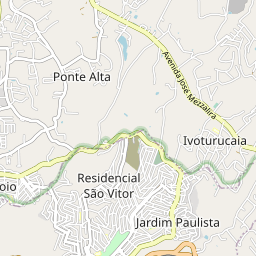 Ponte Alta
Avenida José Mezzalira
Ivoturucaia
oio
Residencial
São Vitor
Jardim Paulista